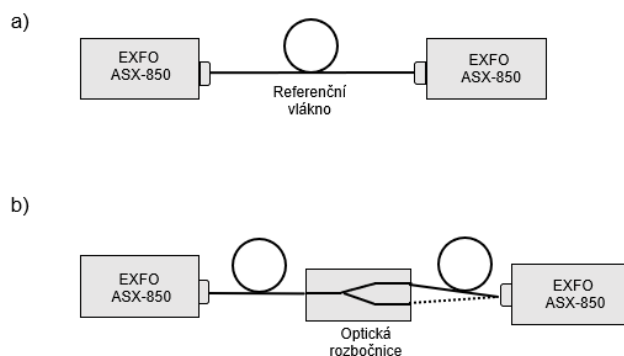 a)
EXFO
ASX-850
EXFO
ASX-850
Referenční
vlákno
b)
EXFO
ASX-850
EXFO
ASX-850
Optická
rozbočnice